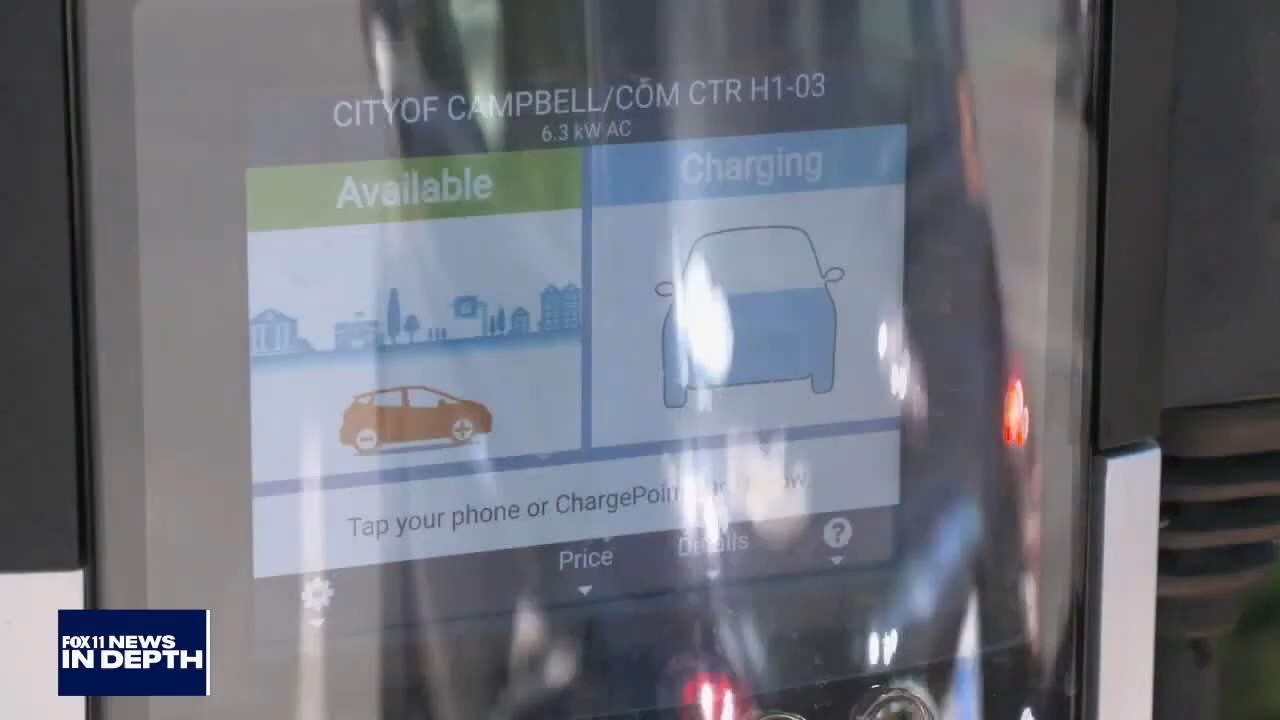 CITYOF CAMPBELL/COM CTR H1-03
6.3 kW AC
Available
Charging
Tap your phone or ChargePoint
Price
Details
?
FOX 11 NEWS
IN DEPTH